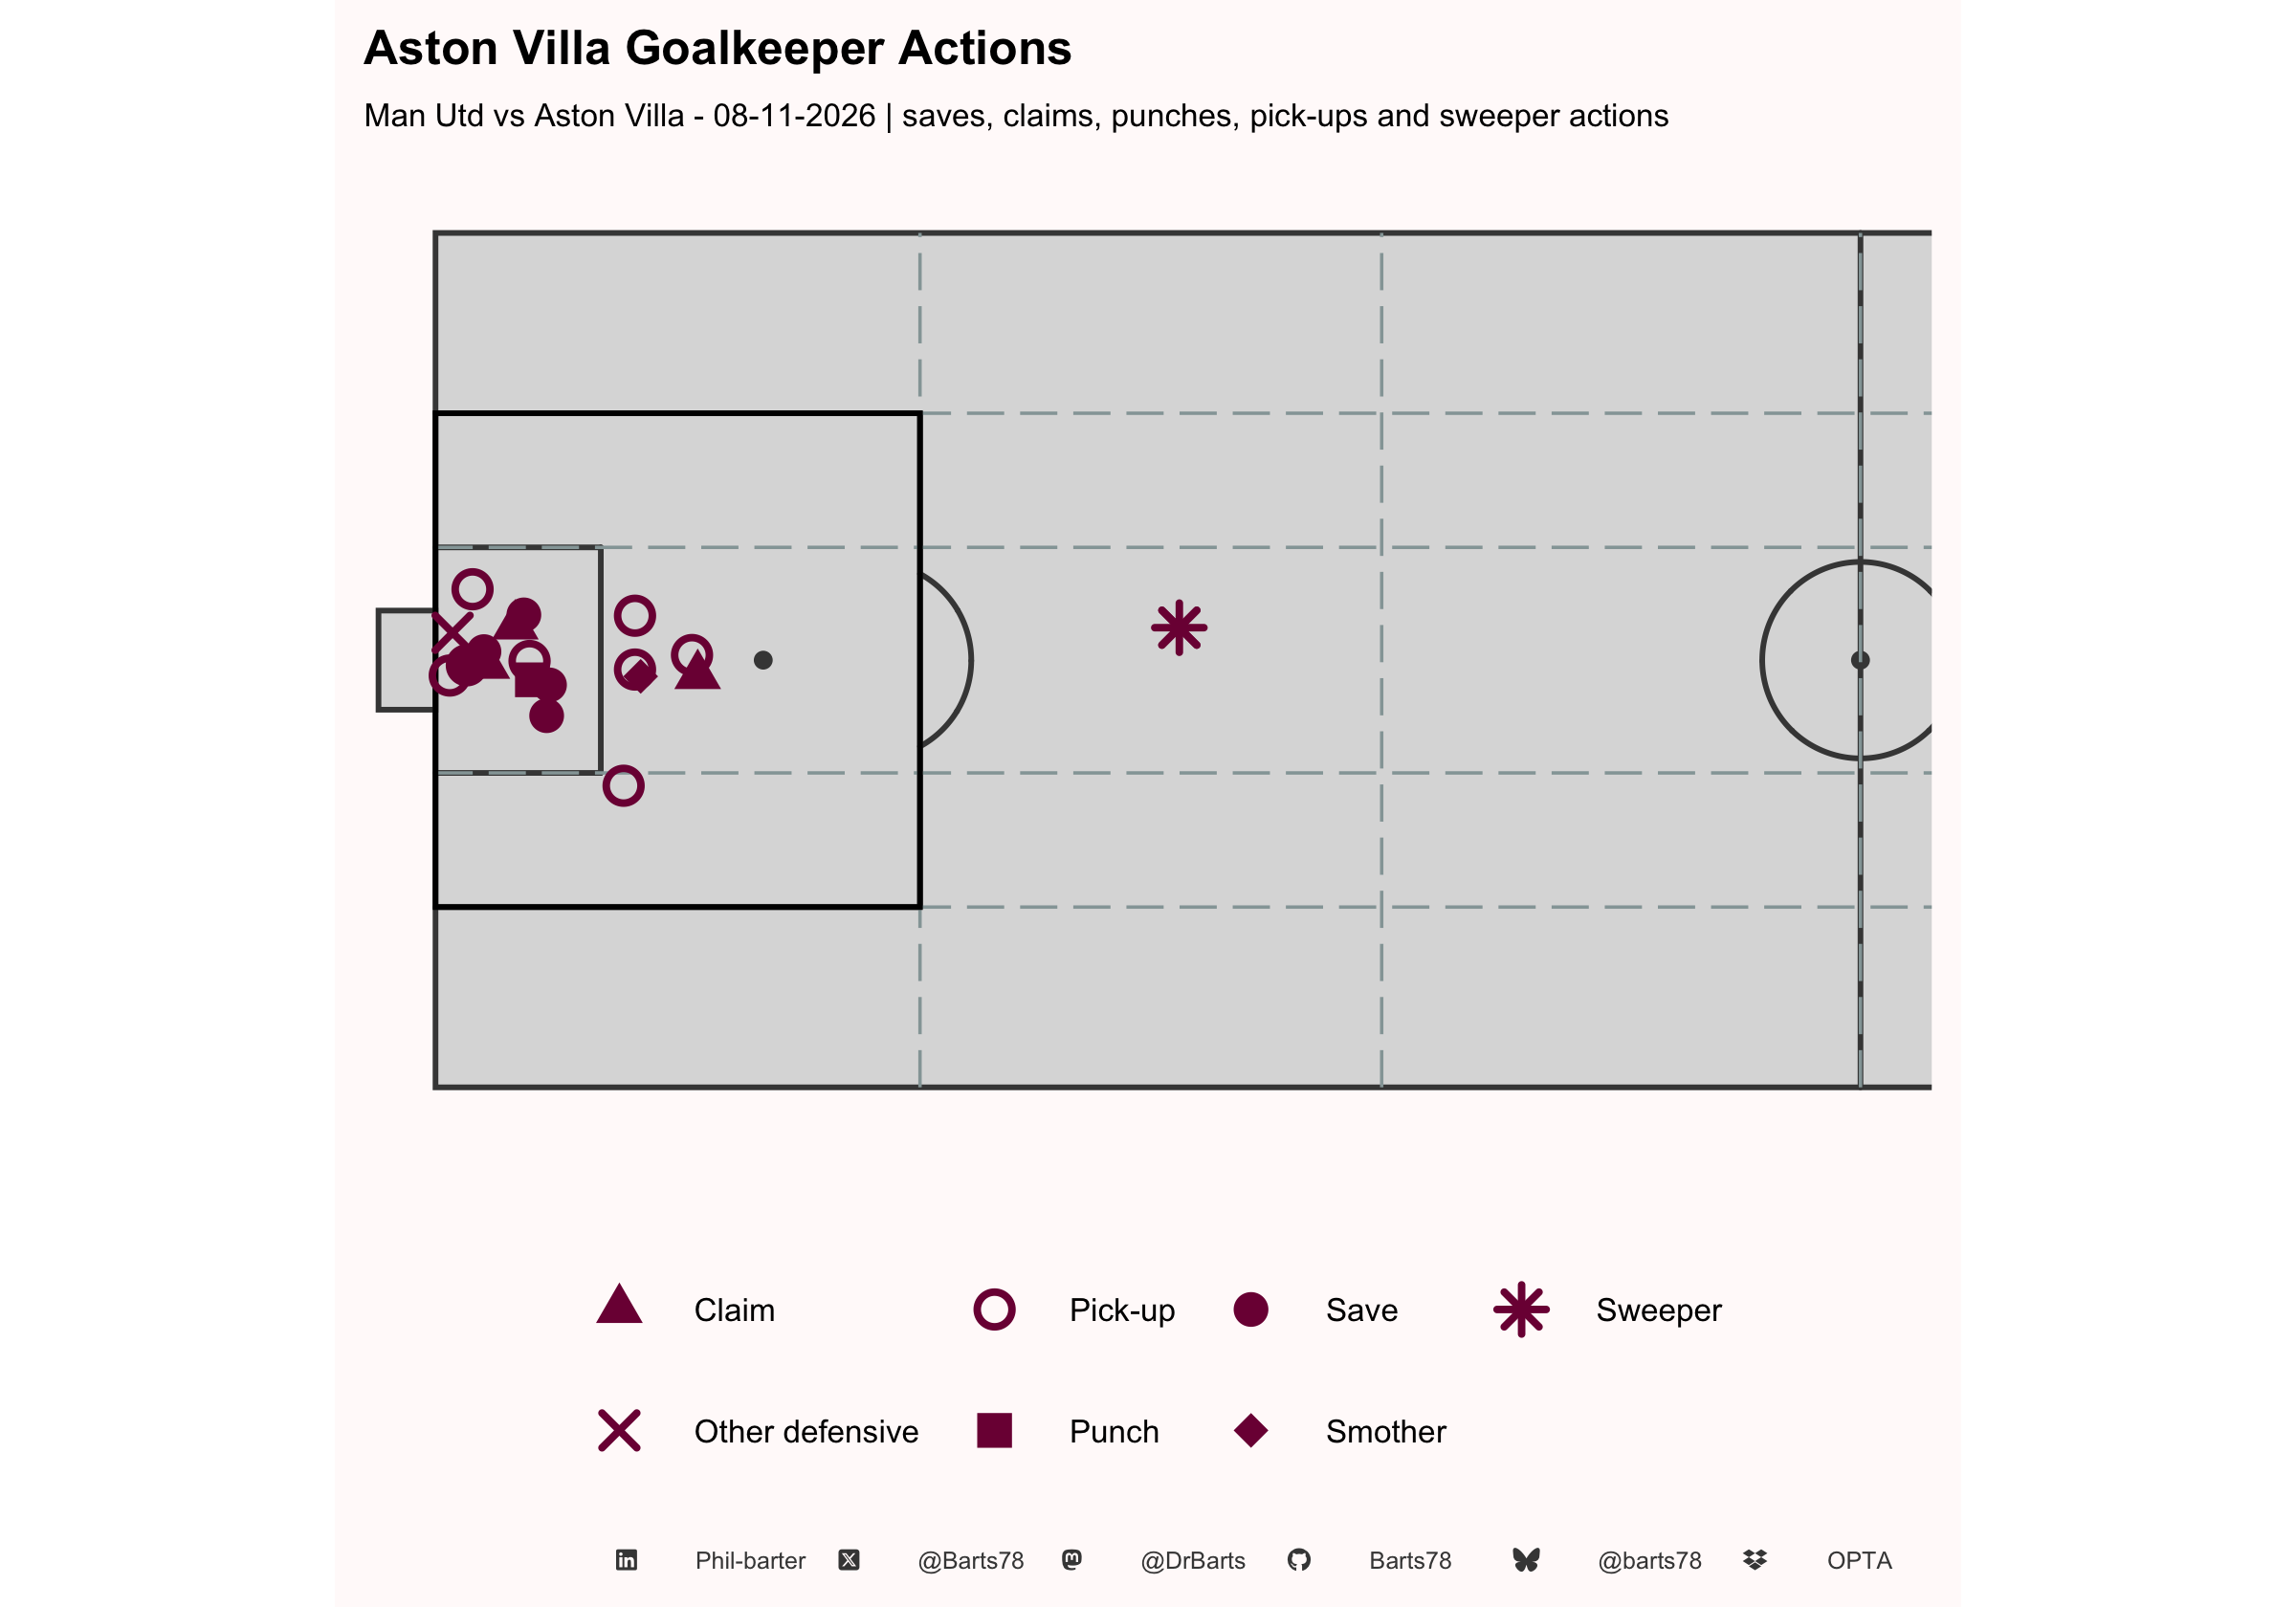 Aston Villa Goalkeeper Actions
Man Utd vs Aston Villa - 08-11-2026 | saves, claims, punches, pick-ups and sweeper actions
Claim Pick-up Save Sweeper
Other defensive Punch Smother
Phil-barter @Barts78 @DrBarts Barts78 @barts78 OPTA